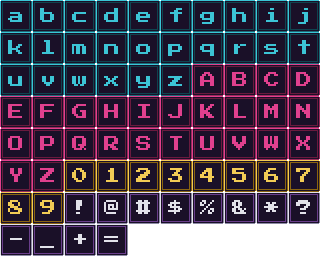 a b c d e f g h i j
k l m n o p q r s t
u v w x y z A B C D
E F G H I J K L M N
O P Q R S T U V W X
Y Z 0 1 2 3 4 5 6 7
8 9 ! @ # $ % & * ?
- _ + =